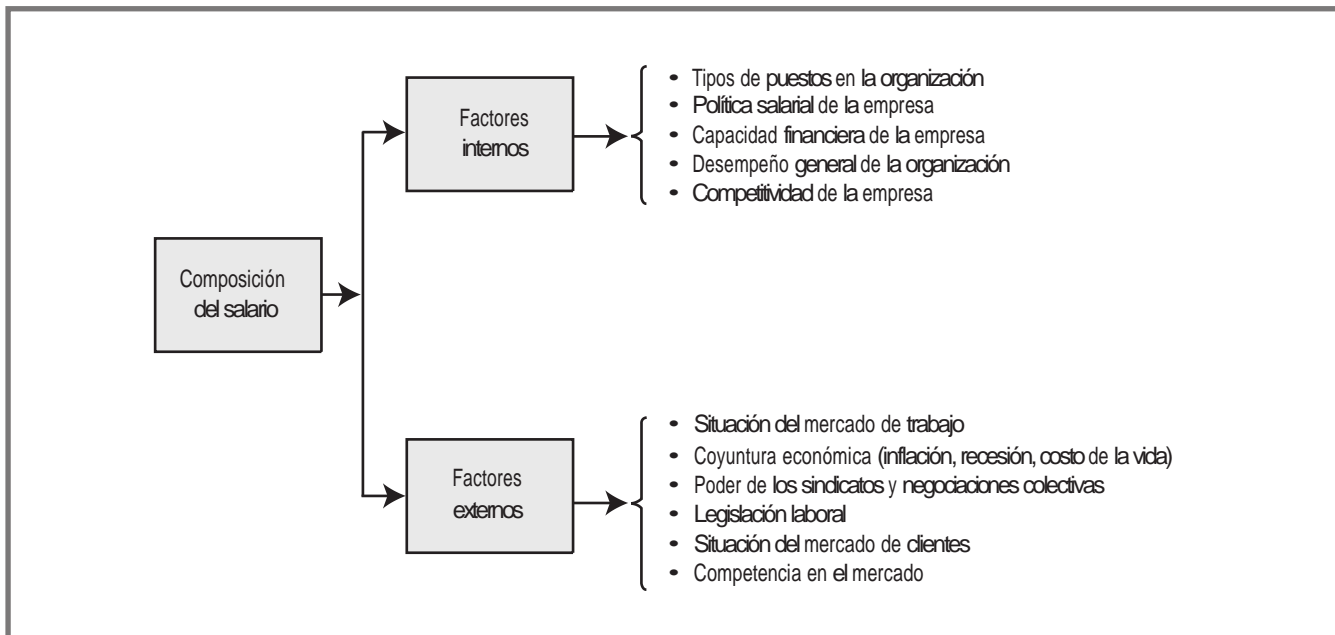 Composición
del salario
Factores
internos
• Tipos de puestos en la organización
• Política salarial de la empresa
• Capacidad financiera de la empresa
• Desempeño general de la organización
• Competitividad de la empresa
Factores
externos
• Situación del mercado de trabajo
• Coyuntura económica (inflación, recesión, costo de la vida)
• Poder de los sindicatos y negociaciones colectivas
• Legislación laboral
• Situación del mercado de clientes
• Competencia en el mercado